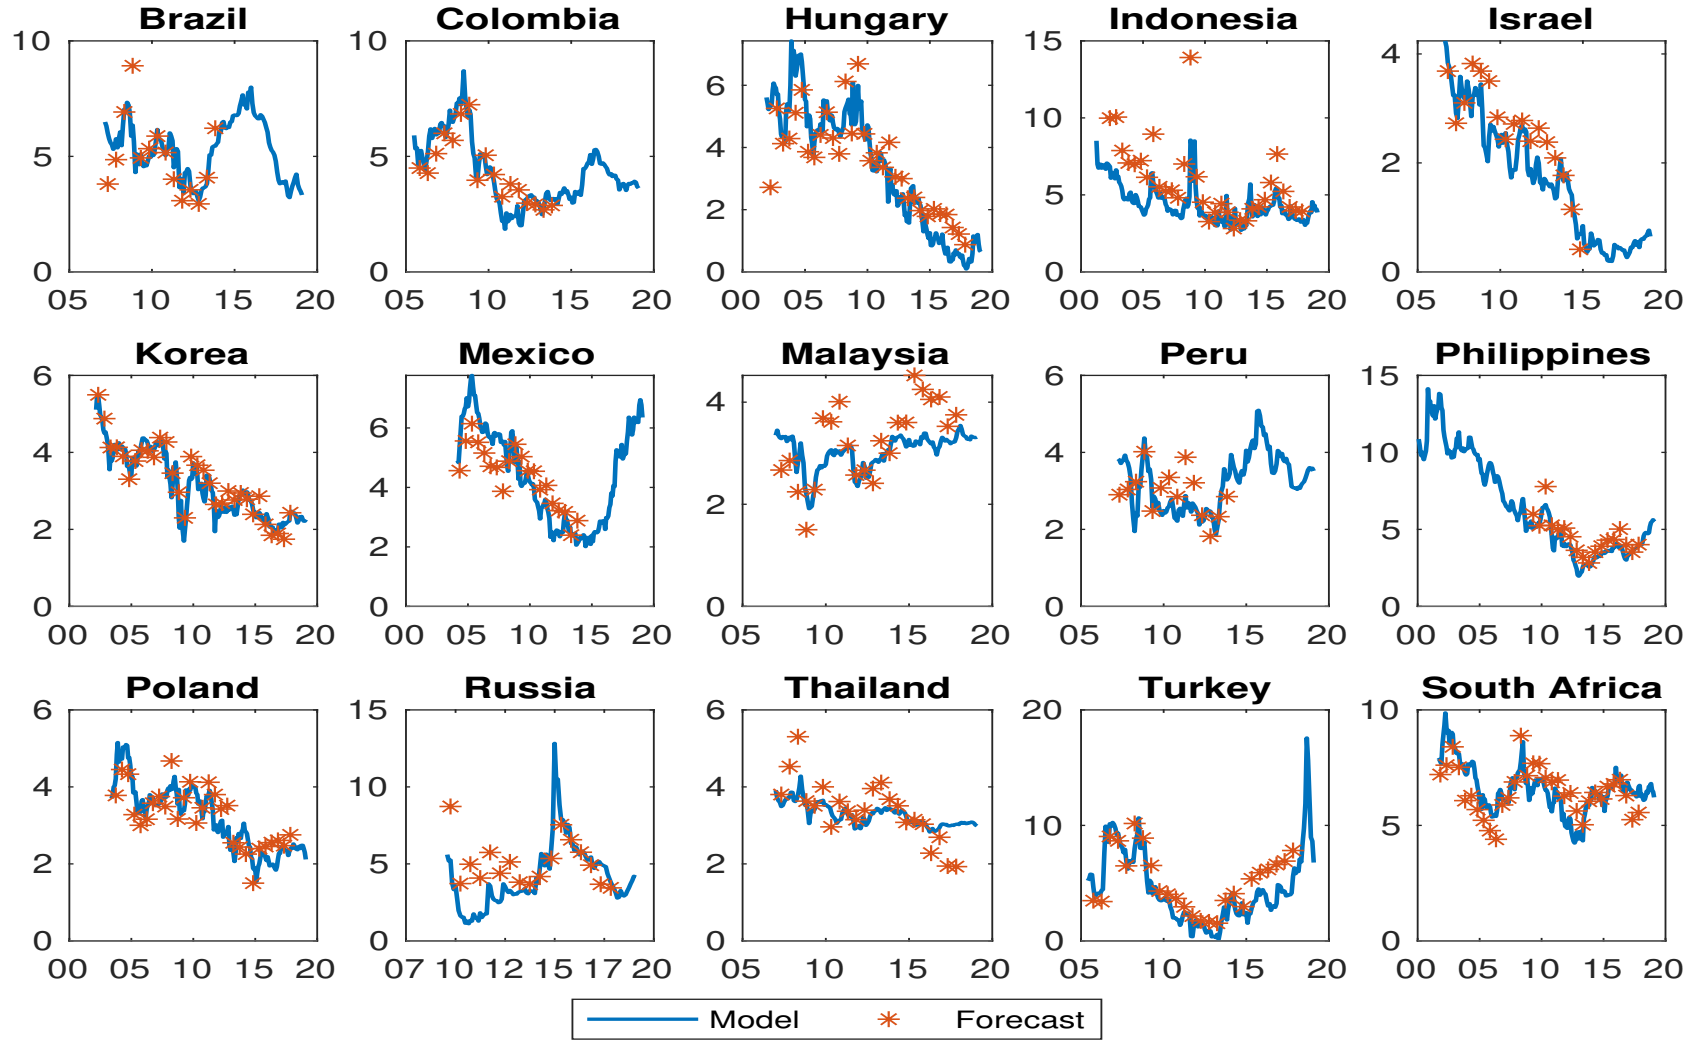 Brazil Colombia Hungary Indonesia Israel
10 10 6 15 4
5 5 4 10 2
0 0 2 5 0
0 0
05 10 15 20 05 10 15 20 00 05 10 15 20 00 05 10 15 20 05 10 15 20
Korea Mexico Malaysia Peru Philippines
6 6 4 6 15
4 4 2 4 10
2 2 0 2 5
0 0 0 0
00 05 10 15 20 00 05 10 15 20 05 10 15 20 05 10 15 20 00 05 10 15 20
Poland Russia Thailand Turkey South Africa
6 15 6 20 10
4 10 4 10 5
2 5 2 0 0
0 0 0
00 05 10 15 20 07 10 12 15 17 20 05 10 15 20 05 10 15 20 00 05 10 15 20
Model Forecast